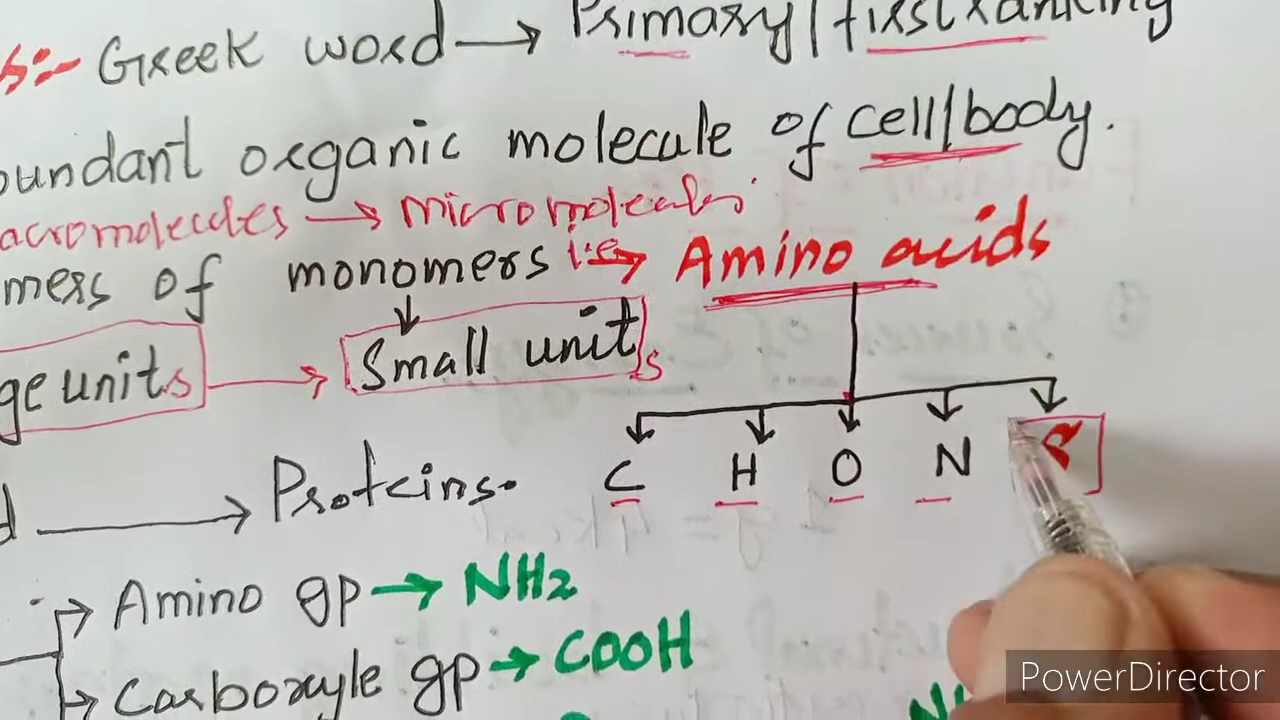 s:- Greek word → Primary/first ranking
bundant organic molecule of cell/body.
acromolecules → micromolecules
mers of monomers i.e → Amino acids
ge units → Small units
C H O N
→ Proteins.
Amino gp → NH2
Carboxyle gp → COOH
PowerDirector